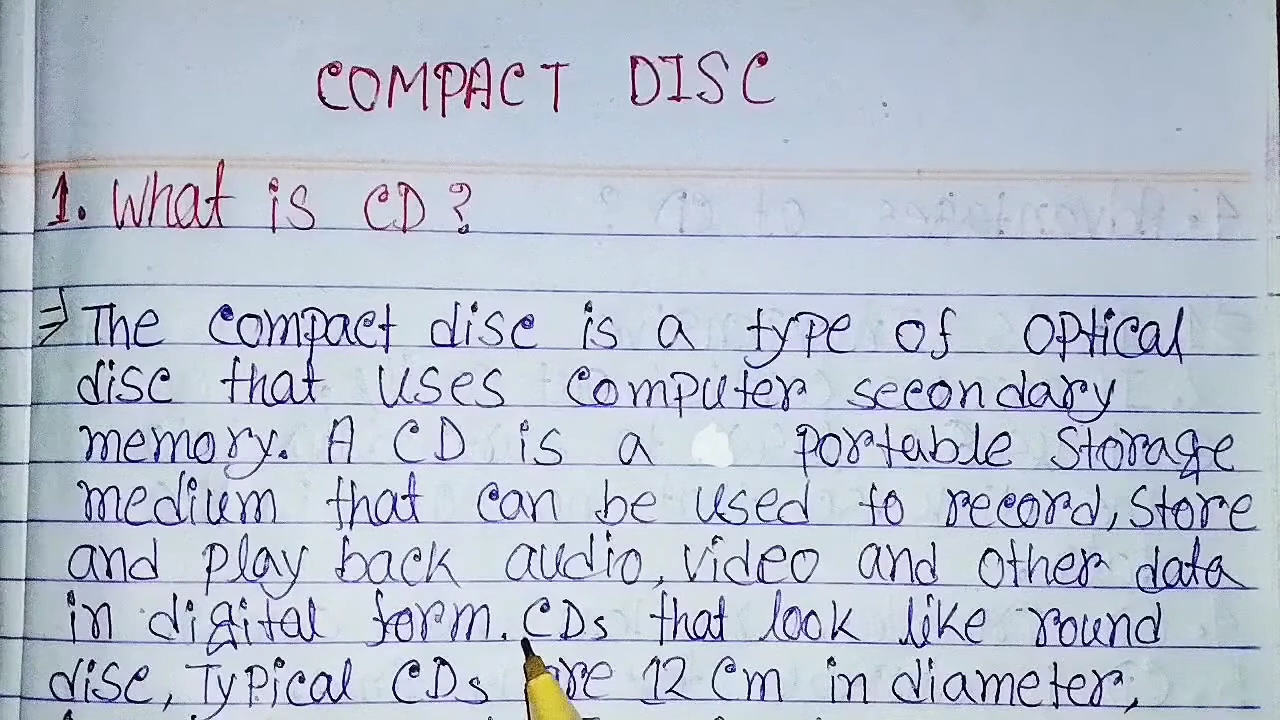 COMPACT DISC
1. What is CD?
⇒ The compact disc is a type of optical
disc that uses computer secondary
memory. A CD is a portable storage
medium that can be used to record, store
and play back audio, video and other data
in digital form. CDs that look like round
disc, Typical CDs are 12 cm in diameter,